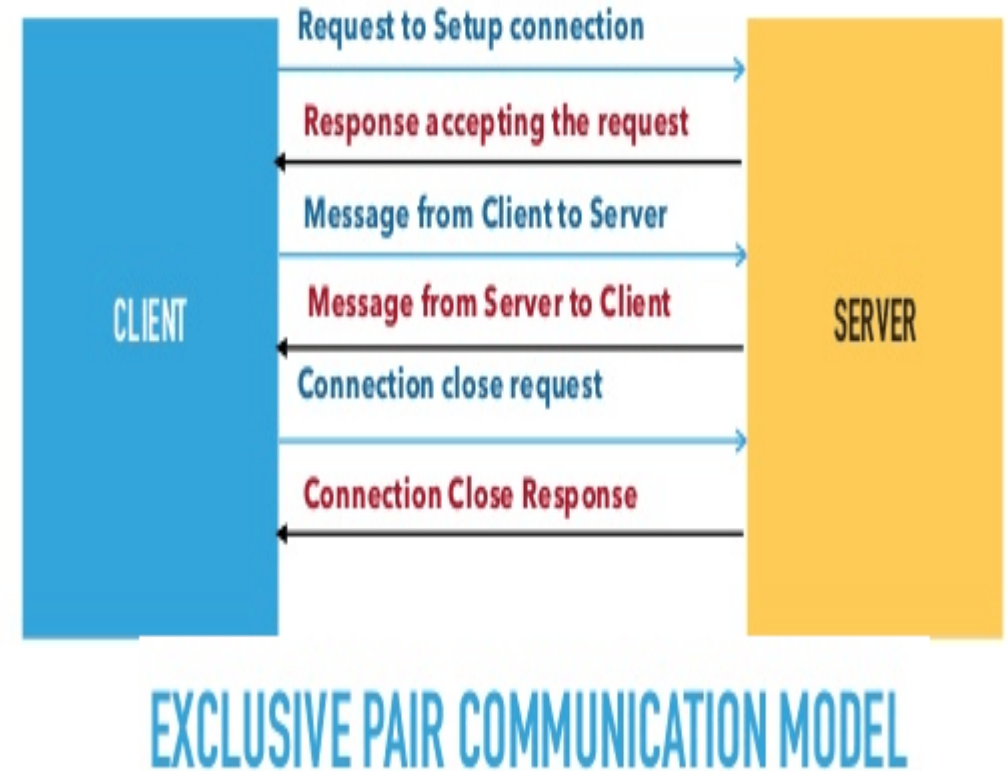 Request to Setup connection
Response accepting the request
Message from Client to Server
CLIENT
Message from Server to Client
SERVER
Connection close request
Connection Close Response
EXCLUSIVE PAIR COMMUNICATION MODEL